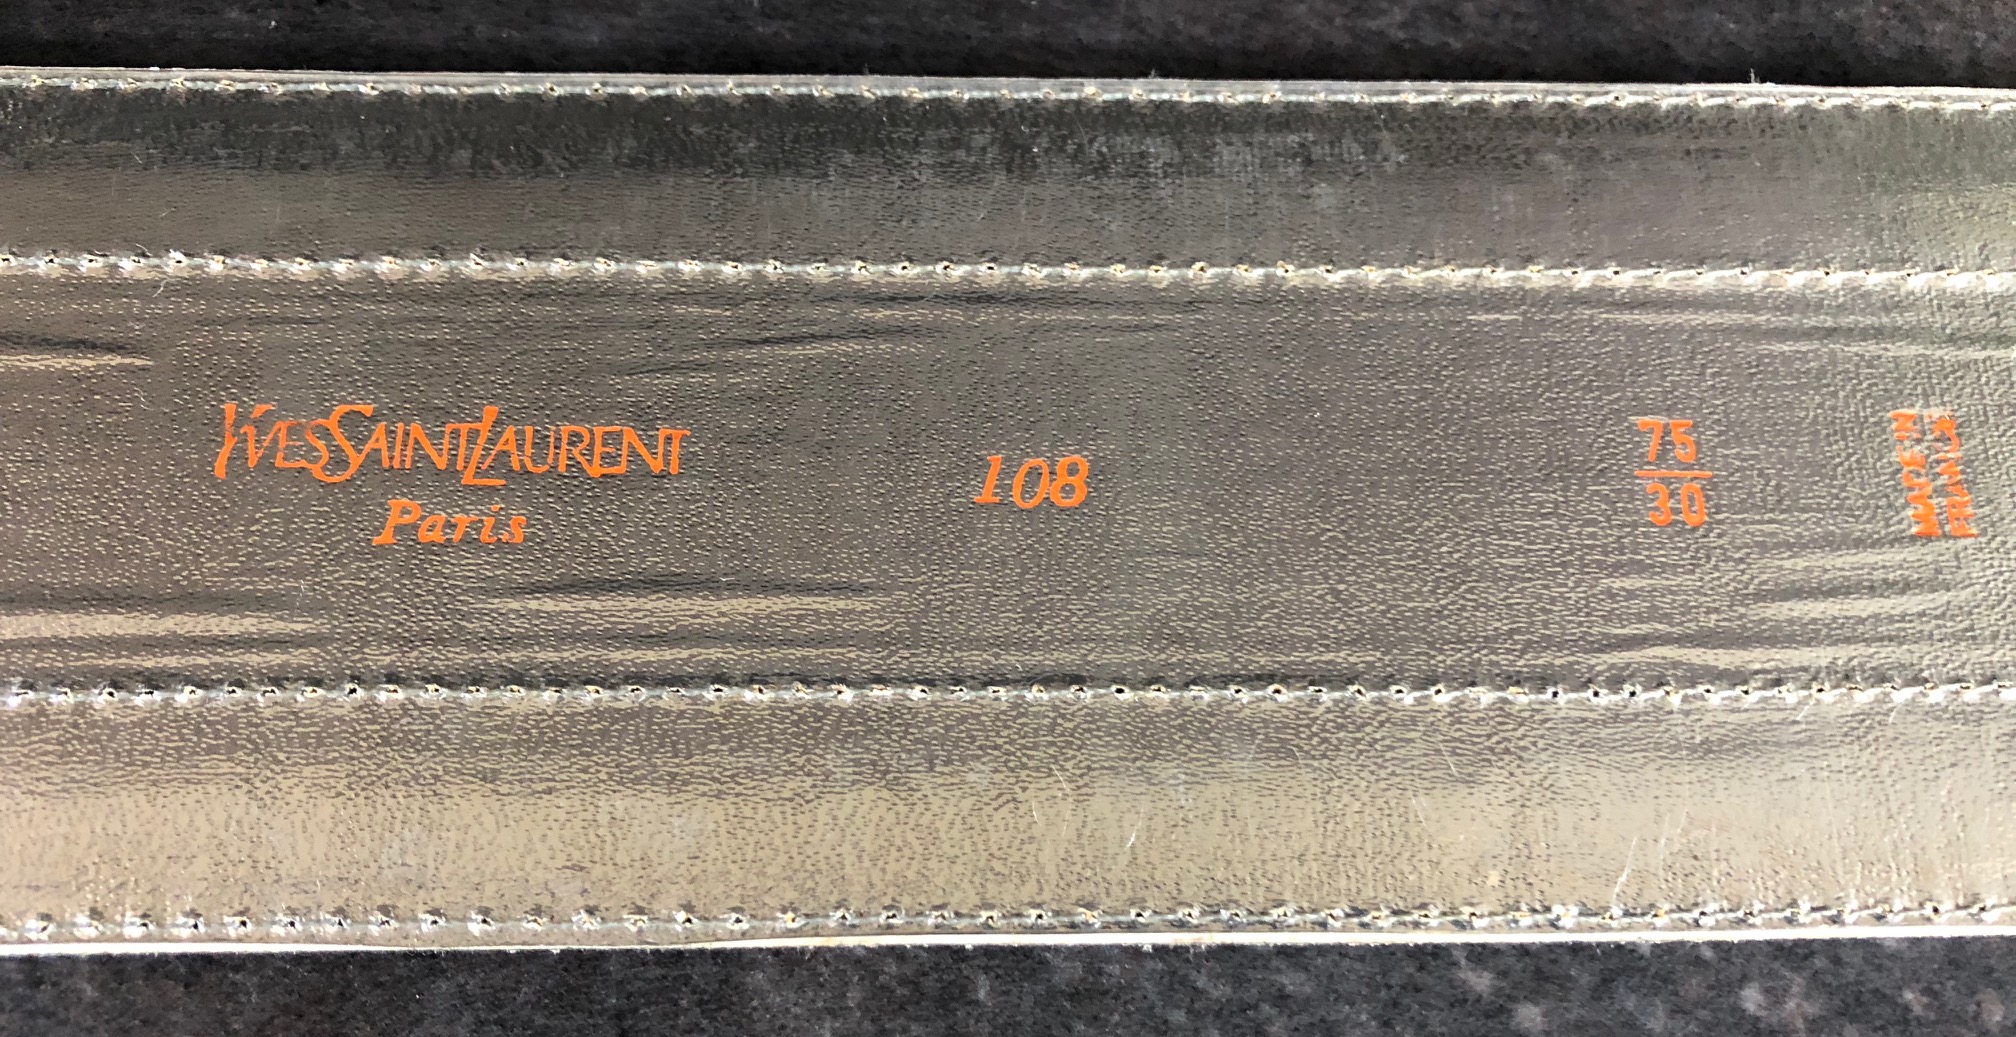 YVESSAINTLAURENT
Paris
108
75
30
MADE IN
FRANCE